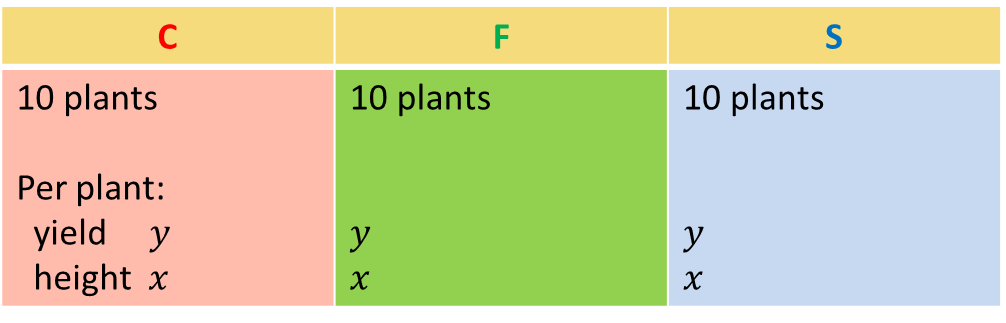 C F S
10 plants 10 plants 10 plants
Per plant:
yield y y y
height x x x